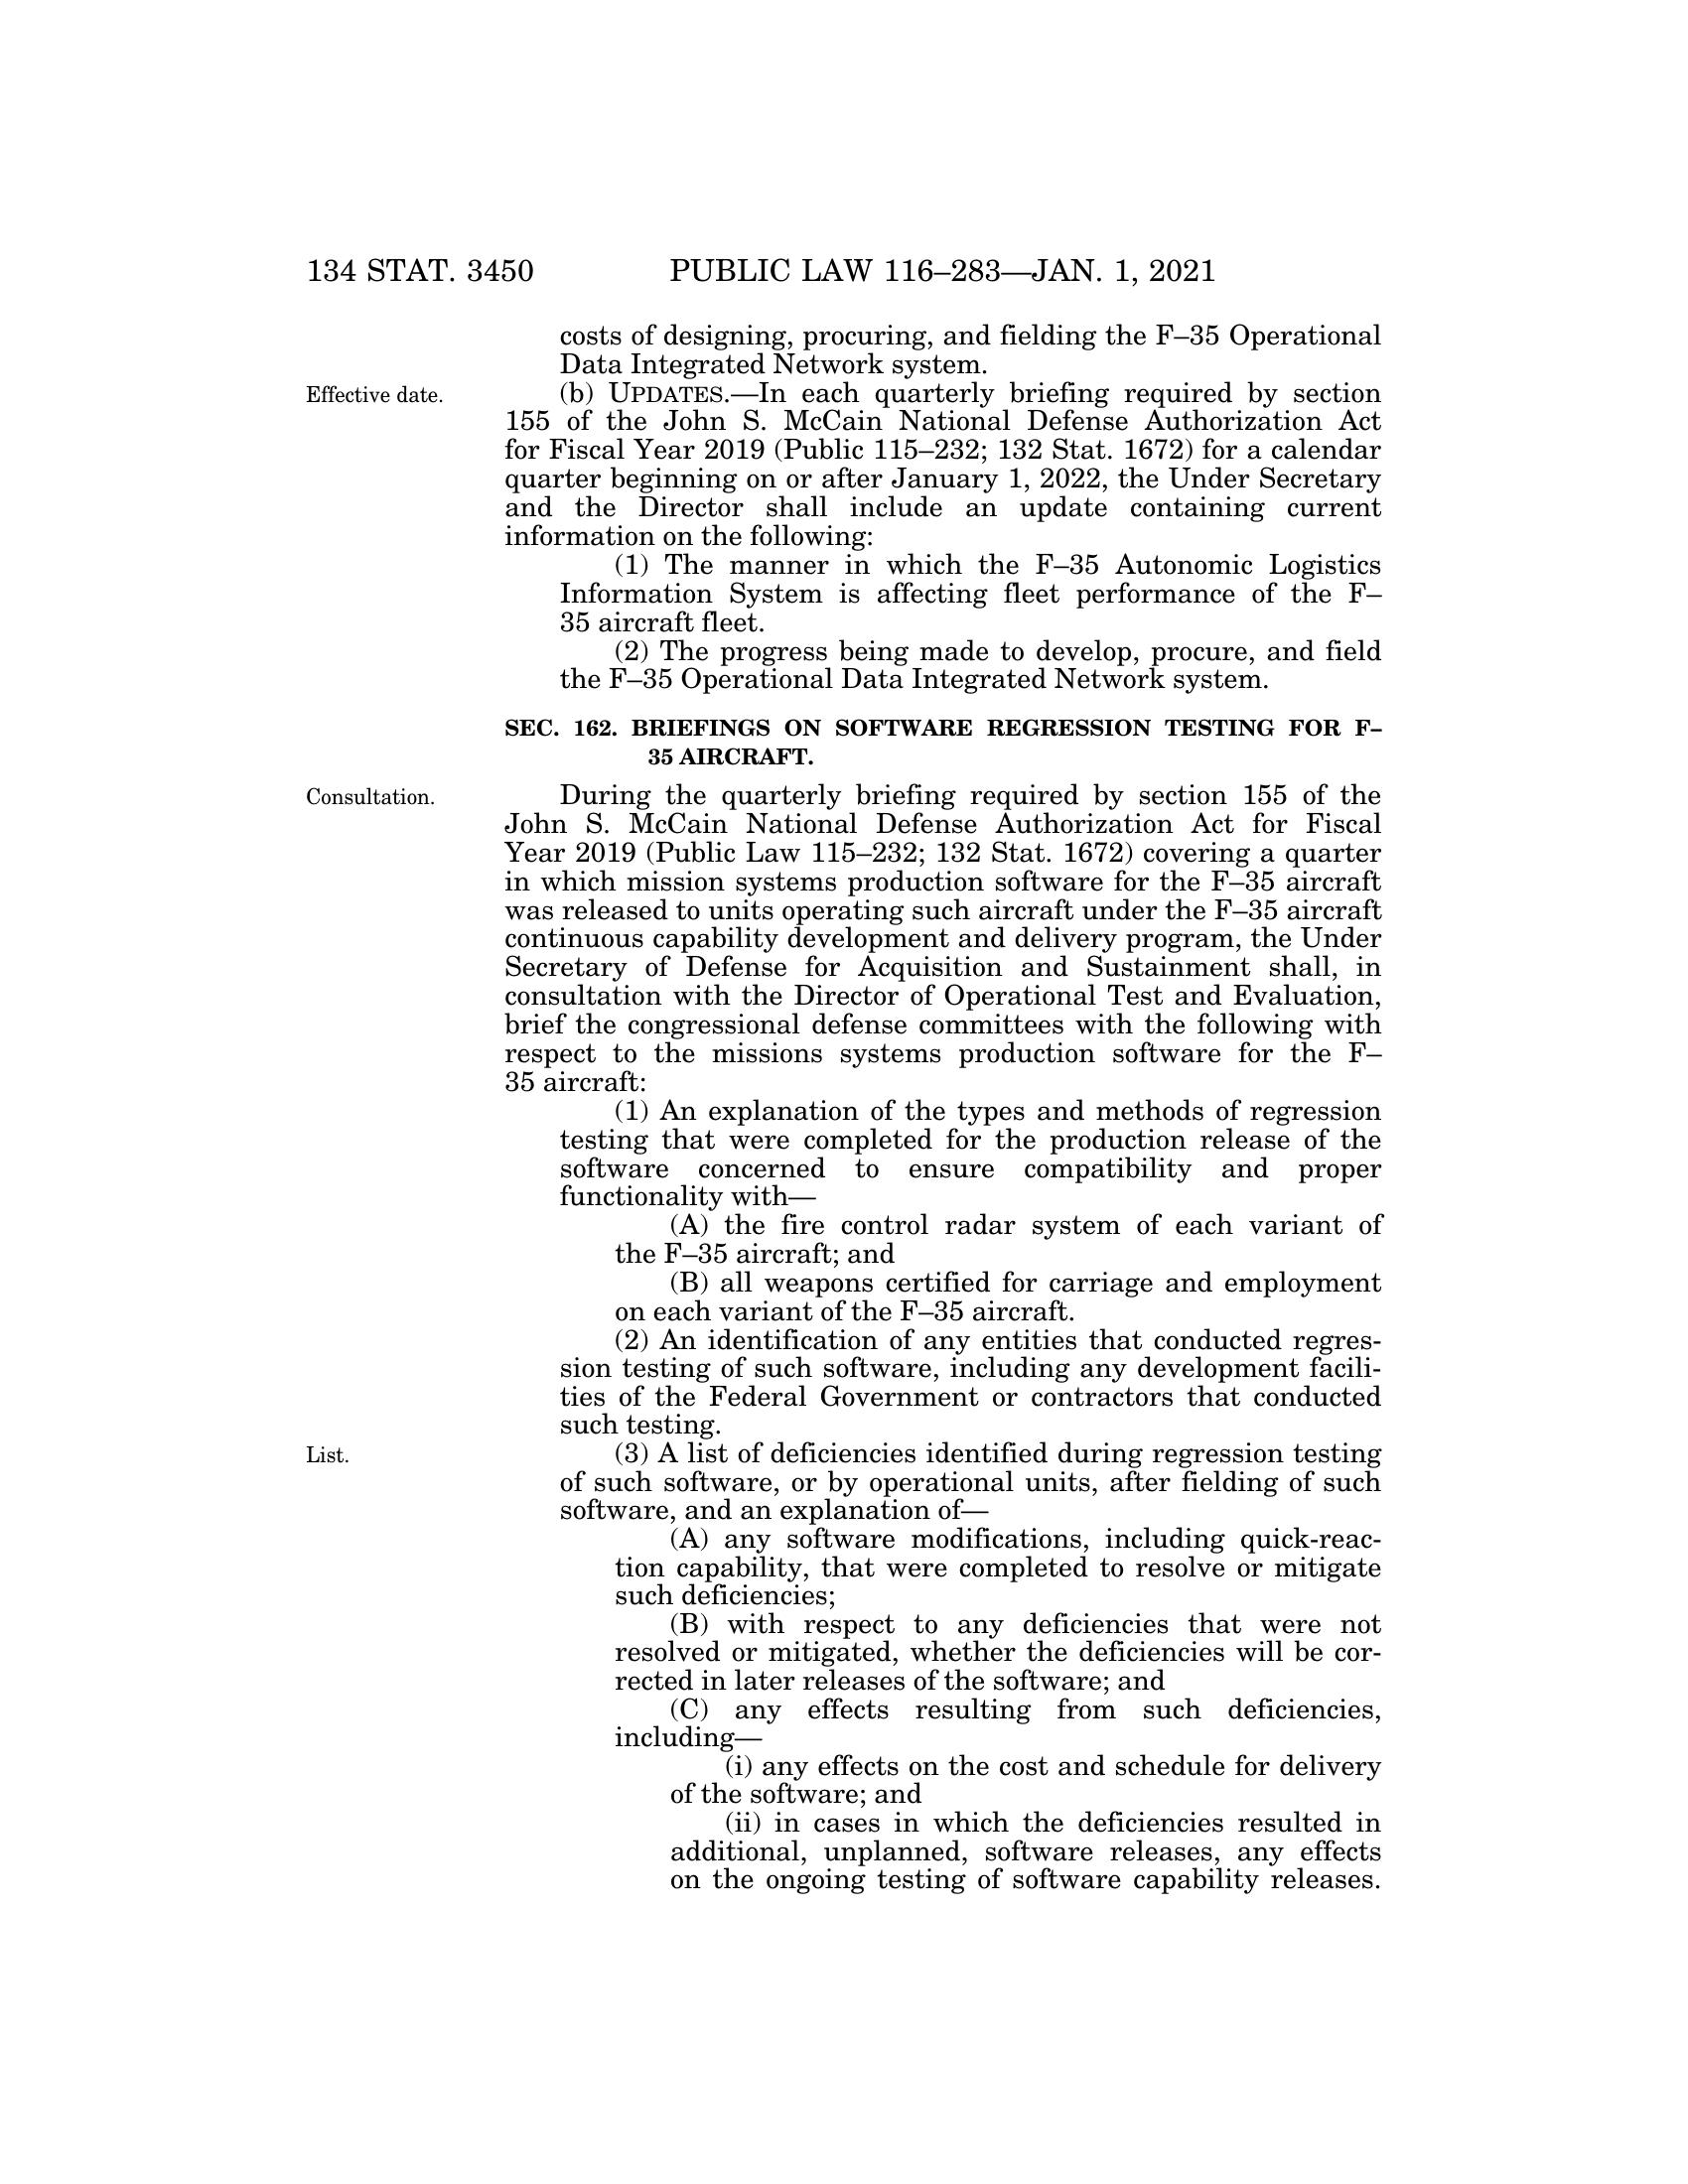 134 STAT. 3450
PUBLIC LAW 116–283—JAN. 1, 2021
costs of designing, procuring, and fielding the F–35 Operational
Data Integrated Network system.
Effective date.
(b) UPDATES.—In each quarterly briefing required by section
155 of the John S. McCain National Defense Authorization Act
for Fiscal Year 2019 (Public 115–232; 132 Stat. 1672) for a calendar
quarter beginning on or after January 1, 2022, the Under Secretary
and the Director shall include an update containing current
information on the following:
(1) The manner in which the F–35 Autonomic Logistics
Information System is affecting fleet performance of the F–
35 aircraft fleet.
(2) The progress being made to develop, procure, and field
the F–35 Operational Data Integrated Network system.
SEC. 162. BRIEFINGS ON SOFTWARE REGRESSION TESTING FOR F–
35 AIRCRAFT.
Consultation.
During the quarterly briefing required by section 155 of the
John S. McCain National Defense Authorization Act for Fiscal
Year 2019 (Public Law 115–232; 132 Stat. 1672) covering a quarter
in which mission systems production software for the F–35 aircraft
was released to units operating such aircraft under the F–35 aircraft
continuous capability development and delivery program, the Under
Secretary of Defense for Acquisition and Sustainment shall, in
consultation with the Director of Operational Test and Evaluation,
brief the congressional defense committees with the following with
respect to the missions systems production software for the F–
35 aircraft:
(1) An explanation of the types and methods of regression
testing that were completed for the production release of the
software concerned to ensure compatibility and proper
functionality with—
(A) the fire control radar system of each variant of
the F–35 aircraft; and
(B) all weapons certified for carriage and employment
on each variant of the F–35 aircraft.
(2) An identification of any entities that conducted regres-
sion testing of such software, including any development facili-
ties of the Federal Government or contractors that conducted
such testing.
List.
(3) A list of deficiencies identified during regression testing
of such software, or by operational units, after fielding of such
software, and an explanation of—
(A) any software modifications, including quick-reac-
tion capability, that were completed to resolve or mitigate
such deficiencies;
(B) with respect to any deficiencies that were not
resolved or mitigated, whether the deficiencies will be cor-
rected in later releases of the software; and
(C) any effects resulting from such deficiencies,
including—
(i) any effects on the cost and schedule for delivery
of the software; and
(ii) in cases in which the deficiencies resulted in
additional, unplanned, software releases, any effects
on the ongoing testing of software capability releases.